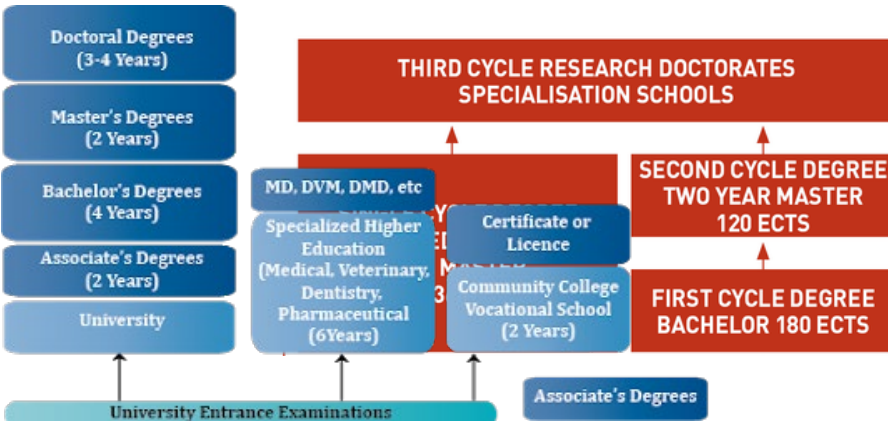 Doctoral Degrees
(3-4 Years)
Master's Degrees
(2 Years)
Bachelor's Degrees
(4 Years)
Associate's Degrees
(2 Years)
University
THIRD CYCLE RESEARCH DOCTORATES
SPECIALISATION SCHOOLS
MD, DVM, DMD, etc
Specialized Higher
Education
(Medical, Veterinary,
Dentistry,
Pharmaceutical
(6Years)
Certificate or
Licence
Community College
Vocational School
(2 Years)
SECOND CYCLE DEGREE
TWO YEAR MASTER
120 ECTS
FIRST CYCLE DEGREE
BACHELOR 180 ECTS
University Entrance Examinations
Associate's Degrees